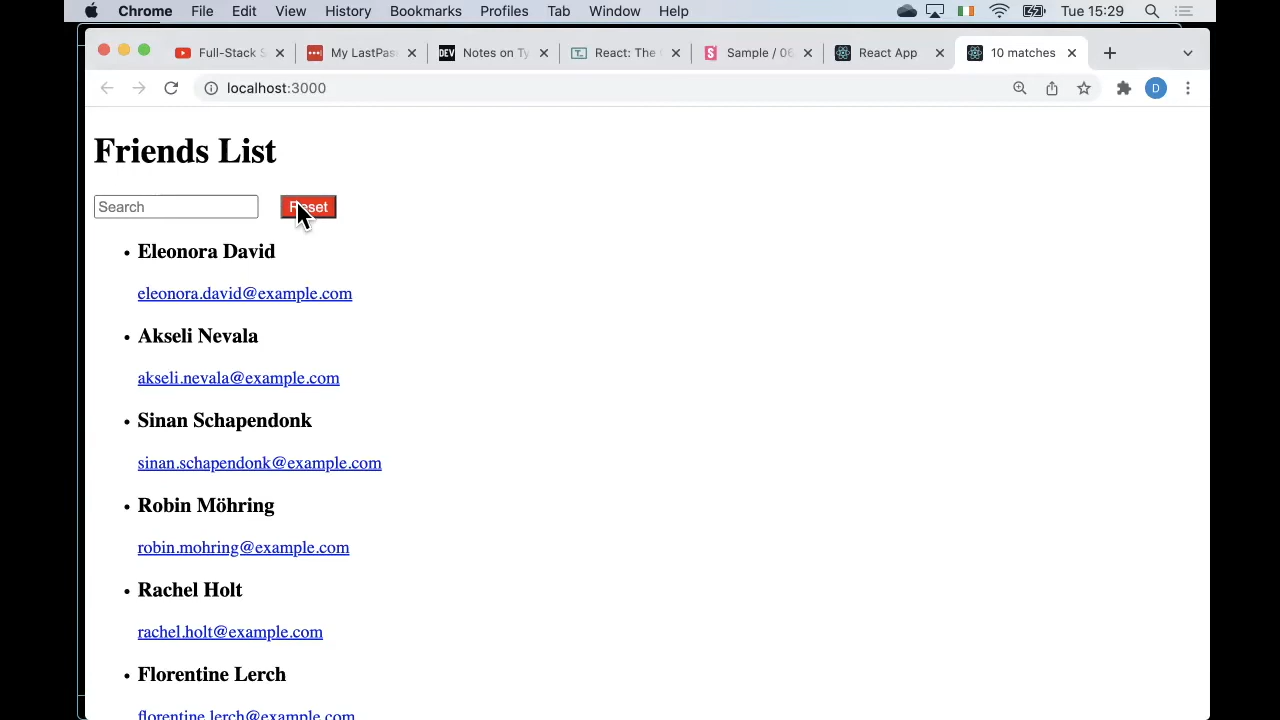 Chrome File Edit View History Bookmarks Profiles Tab Window Help Tue 15:29
Full-Stack S My LastPas DEV Notes on Ty React: The Sample / 06 React App 10 matches
localhost:3000 D
Friends List
Search Reset
Eleonora David
eleonora.david@example.com
Akseli Nevala
akseli.nevala@example.com
Sinan Schapendonk
sinan.schapendonk@example.com
Robin Möhring
robin.mohring@example.com
Rachel Holt
rachel.holt@example.com
Florentine Lerch
florentine.lerch@example.com